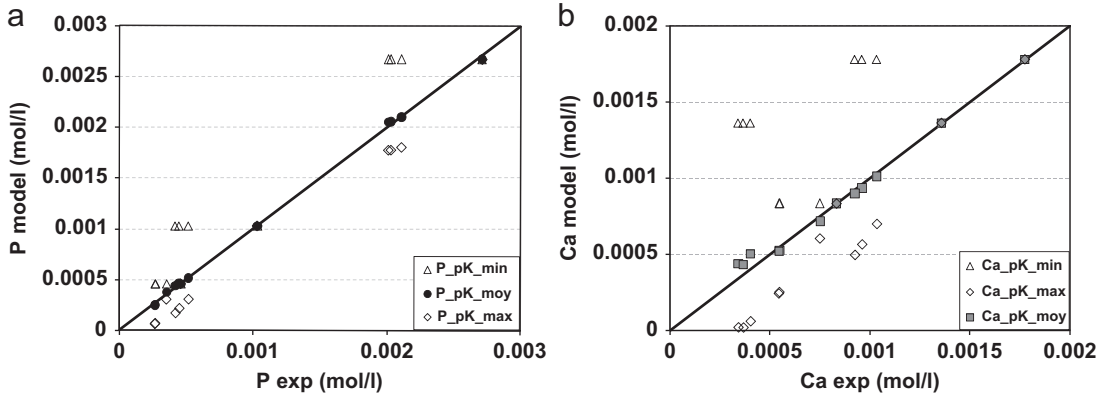 a
P model (mol/l)
0.003
0.0025
0.002
0.0015
0.001
0.0005
0
0
0.001
0.002
0.003
P exp (mol/l)
P_pK_min
P_pK_moy
P_pK_max
b
Ca model (mol/l)
0.002
0.0015
0.001
0.0005
0
0
0.0005
0.001
0.0015
0.002
Ca exp (mol/l)
Ca_pK_min
Ca_pK_max
Ca_pK_moy